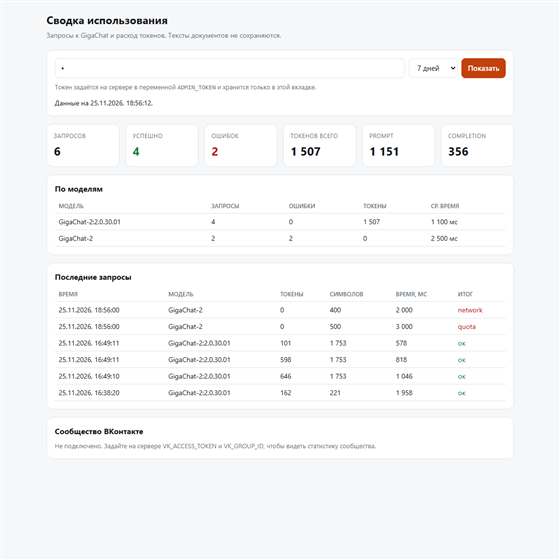 Сводка использования
Запросы к GigaChat и расход токенов. Тексты документов не сохраняются.
•
7 дней
Показать
Токен задаётся на сервере в переменной ADMIN_TOKEN и хранится только в этой вкладке.
Данные на 25.11.2026, 18:56:12.
ЗАПРОСОВ УСПЕШНО ОШИБОК ТОКЕНОВ ВСЕГО PROMPT COMPLETION
6 4 2 1 507 1 151 356
По моделям
МОДЕЛЬ ЗАПРОСЫ ОШИБКИ ТОКЕНЫ СР. ВРЕМЯ
GigaChat-2:2.0.30.01 4 0 1 507 1 100 мс
GigaChat-2 2 2 0 2 500 мс
Последние запросы
ВРЕМЯ МОДЕЛЬ ТОКЕНЫ СИМВОЛОВ ВРЕМЯ, МС ИТОГ
25.11.2026, 18:56:00 GigaChat-2 0 400 2 000 network
25.11.2026, 18:56:00 GigaChat-2 0 500 3 000 quota
25.11.2026, 16:49:11 GigaChat-2:2.0.30.01 101 1 753 578 ок
25.11.2026, 16:49:11 GigaChat-2:2.0.30.01 598 1 753 818 ок
25.11.2026, 16:49:10 GigaChat-2:2.0.30.01 646 1 753 1 046 ок
25.11.2026, 16:38:20 GigaChat-2:2.0.30.01 162 221 1 958 ок
Сообщество ВКонтакте
Не подключено. Задайте на сервере VK_ACCESS_TOKEN и VK_GROUP_ID, чтобы видеть статистику сообщества.